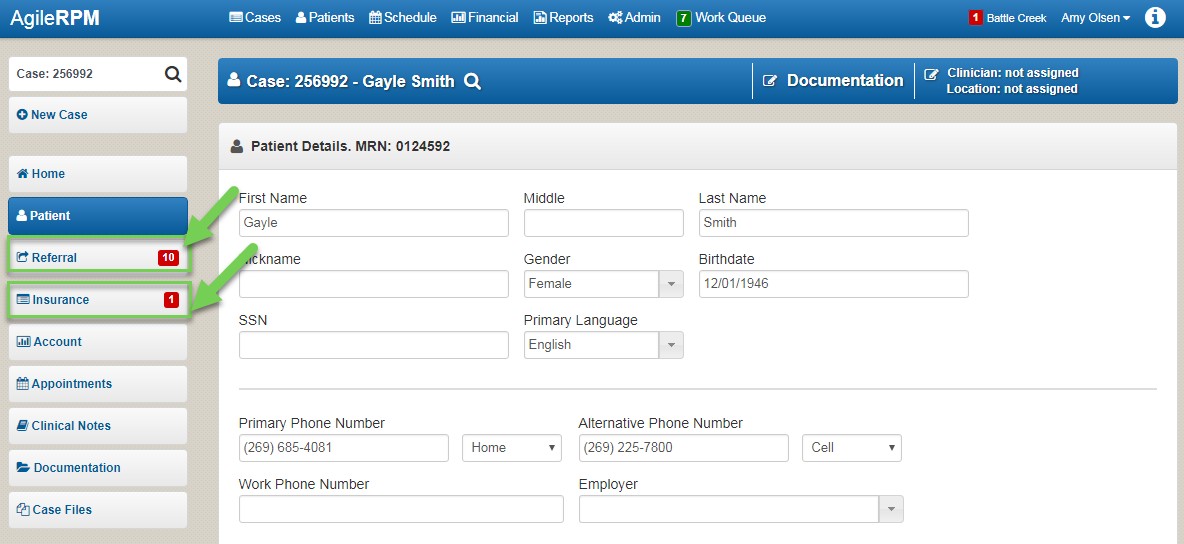 AgileRPM Cases Patients Schedule Financial Reports Admin 7 Work Queue 1 Battle Creek Amy Olsen
Case: 256992
New Case
Home
Patient
Referral 10
Insurance 1
Account
Appointments
Clinical Notes
Documentation
Case Files
Case: 256992 - Gayle Smith Documentation Clinician: not assigned
Location: not assigned
Patient Details. MRN: 0124592
First Name Middle Last Name
Gayle Smith
ickname Gender Birthdate
Female 12/01/1946
SSN Primary Language
English
Primary Phone Number Alternative Phone Number
(269) 685-4081 Home (269) 225-7800 Cell
Work Phone Number Employer